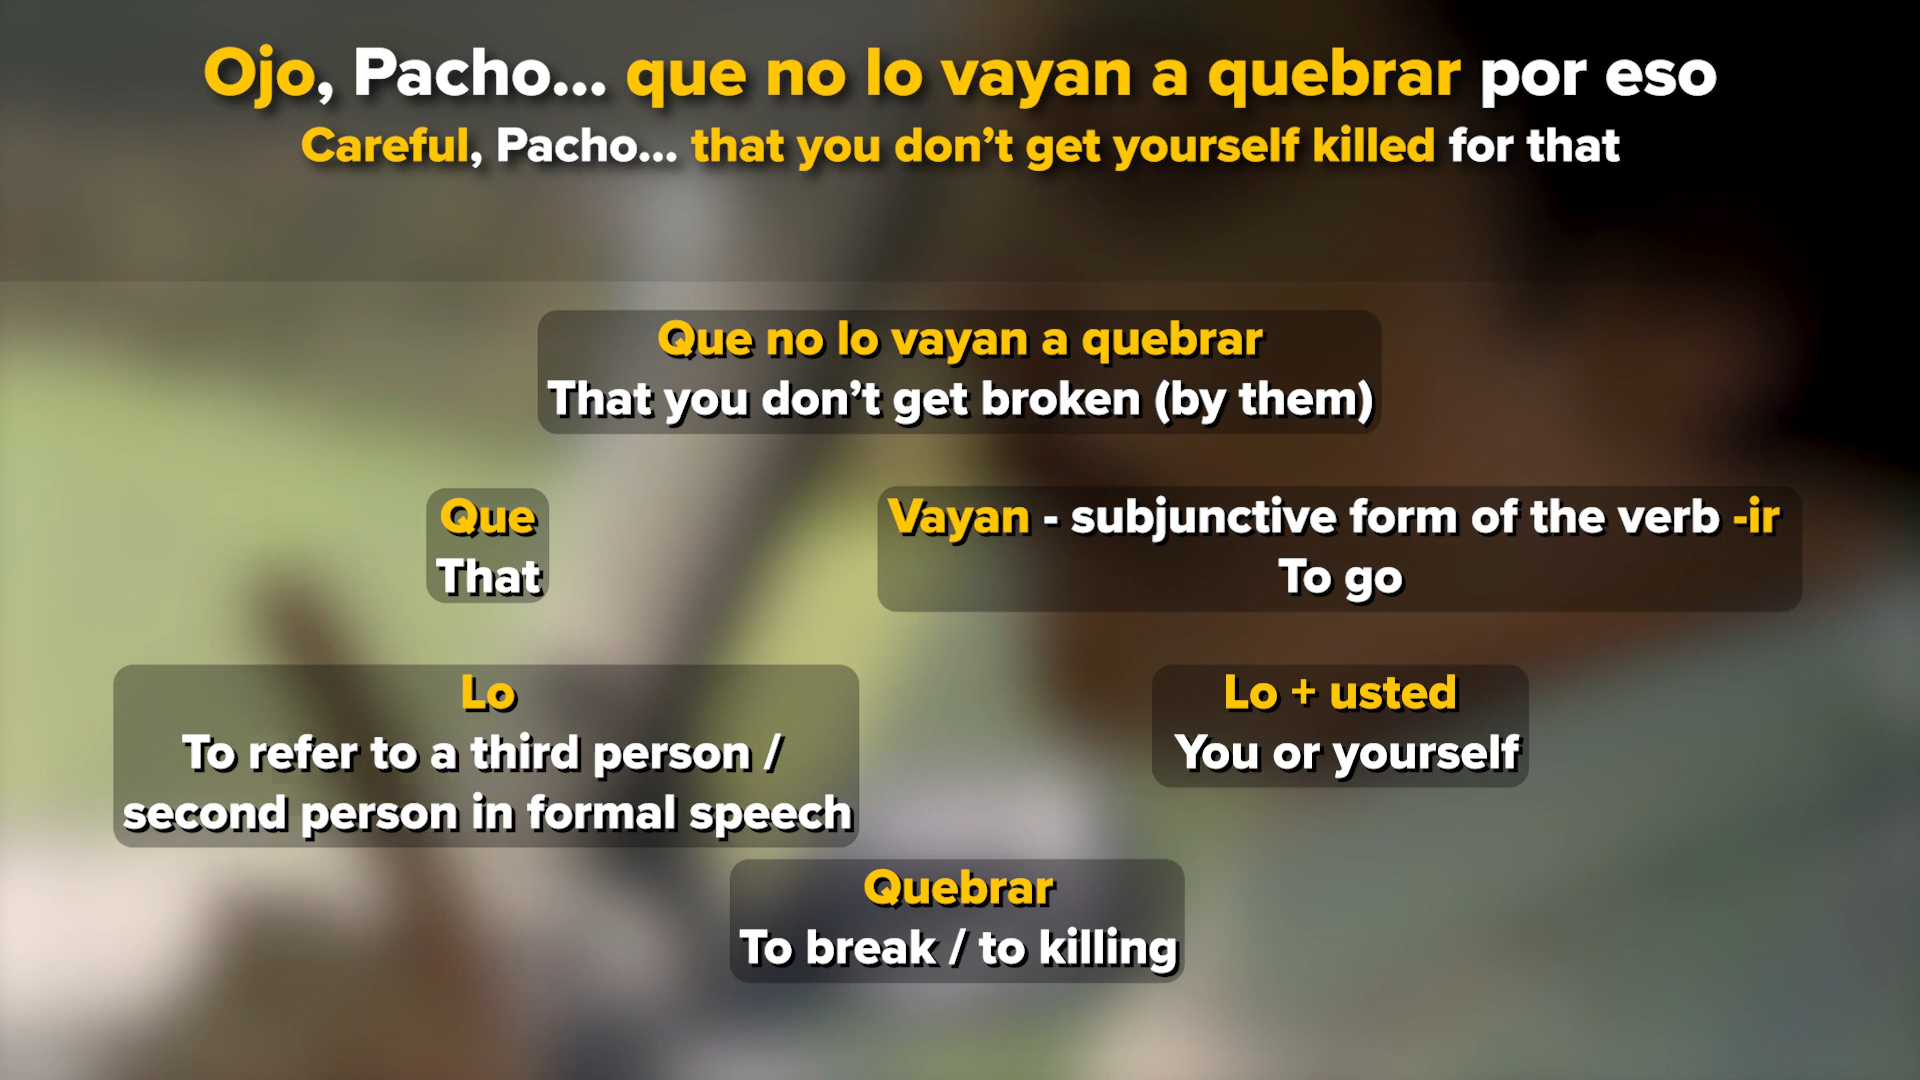 Ojo, Pacho... que no lo vayan a quebrar por eso
Careful, Pacho... that you don’t get yourself killed for that
Que no lo vayan a quebrar
That you don’t get broken (by them)
Que
That
Vayan - subjunctive form of the verb -ir
To go
Lo
To refer to a third person /
second person in formal speech
Lo + usted
You or yourself
Quebrar
To break / to killing